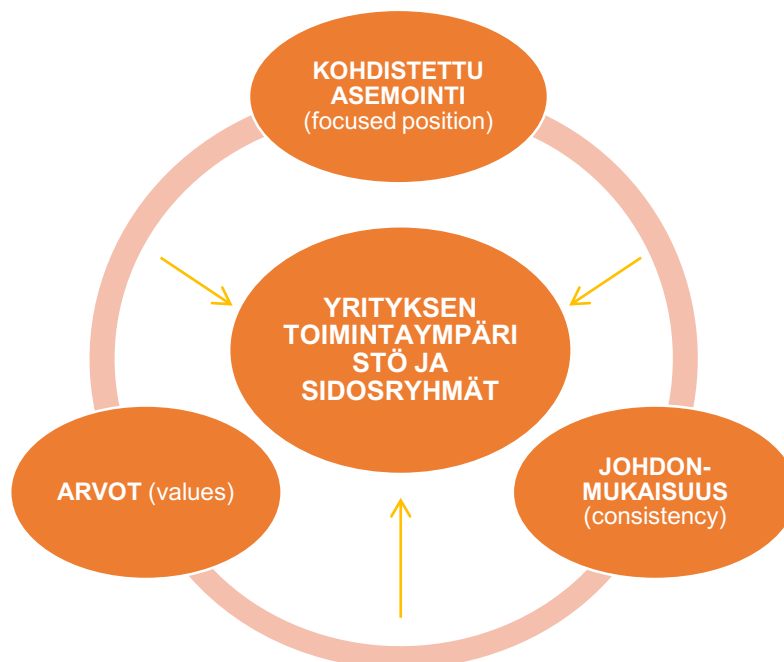 KOHDISTETTU
ASEMOINTI
(focused position)
YRITYKSEN
TOIMINTAYMPÄRI
STÖ JA
SIDOSRYHMÄT
ARVOT (values)
JOHDON-
MUKAISUUS
(consistency)